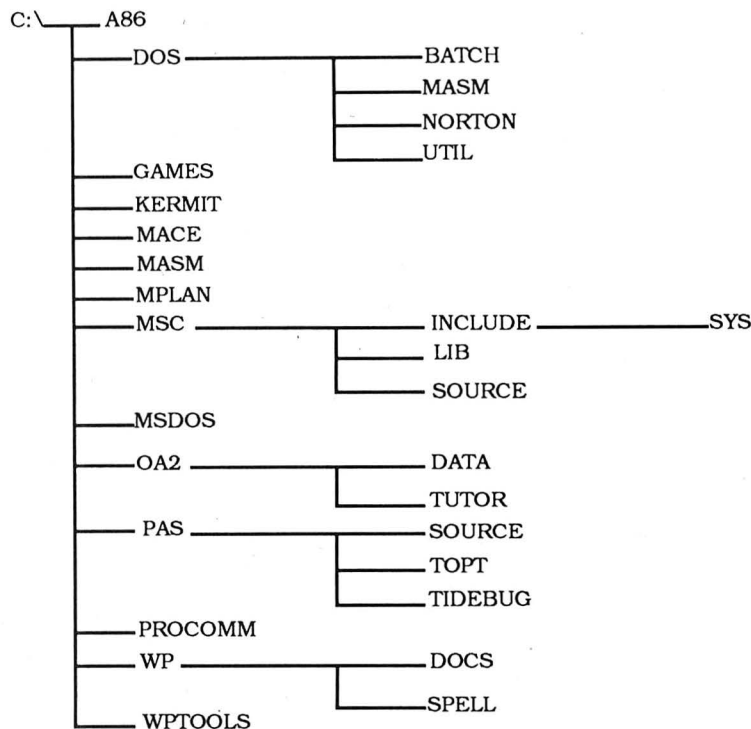 C:\ A86
DOS BATCH
MASM
NORTON
UTIL
GAMES
KERMIT
MACE
MASM
MPLAN
MSC INCLUDE SYS
LIB
SOURCE
MSDOS
OA2 DATA
TUTOR
PAS SOURCE
TOPT
TIDEBUG
PROCOMM
WP DOCS
SPELL
WPTOOLS